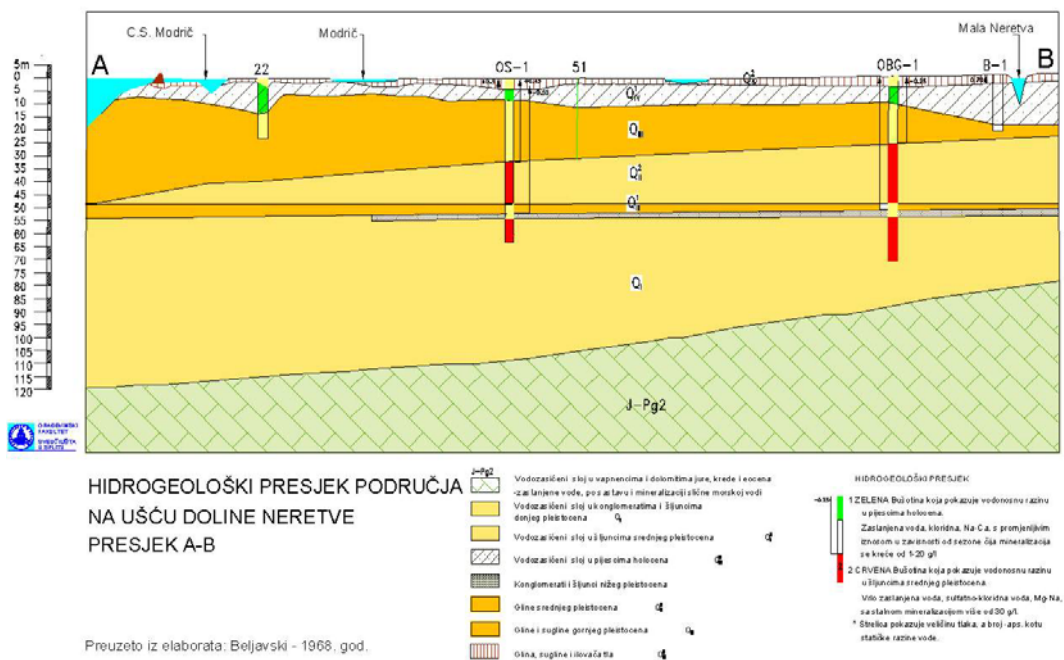 C.S. Modrič
Modrič
Mala Neretva
A
22
OS-1
51
OBG-1
B-1
B
5m
0
5
10
15
20
25
30
35
40
45
50
55
60
65
70
75
80
85
90
95
100
105
110
115
120
J-Pg2
GRAĐEVINSKI
FAKULTET
SVEUČILIŠTA
U SPLITU
HIDROGEOLOŠKI PRESJEK PODRUČJA
NA UŠĆU DOLINE NERETVE
PRESJEK A-B
Preuzeto iz elaborata: Beljavski - 1968. god.
J-Pg2
Vodozasićeni sloj u vapnencima i dolomitima jure, krede i eocena
-zaslanjene vode, po sastavu i mineralizaciji slične morskoj vodi
Vodozasićeni sloj u konglomeratima i šljuncima
donjeg pleistocena
Vodozasićeni sloj u šljuncima srednjeg pleistocena
Vodozasićeni sloj u pijescima holocena
Konglomerati i šljunci nižeg pleistocena
Gline srednjeg pleistocena
Gline i sugline gornjeg pleistocena
Glina, sugline i ilovača tla
HIDROGEOLOŠKI PRESJEK
1 ZELENA Bušotina koja pokazuje vodonosnu razinu
u pijescima holocena.
Zaslanjena voda, kloridna, Na-Ca, s promjenljivim
iznosom u zavisnosti od sezone čija mineralizacija
se kreće od 1-20 g/l
2 CRVENA Bušotina koja pokazuje vodonosnu razinu
u šljuncima srednjeg pleistocena.
Vrlo zaslanjena voda, sulfatno-kloridna voda, Mg-Na,
sa stalnom mineralizacijom više od 30 g/l.
* Strelica pokazuje veličinu tlaka, a broj -aps. kotu
statičke razine vode.